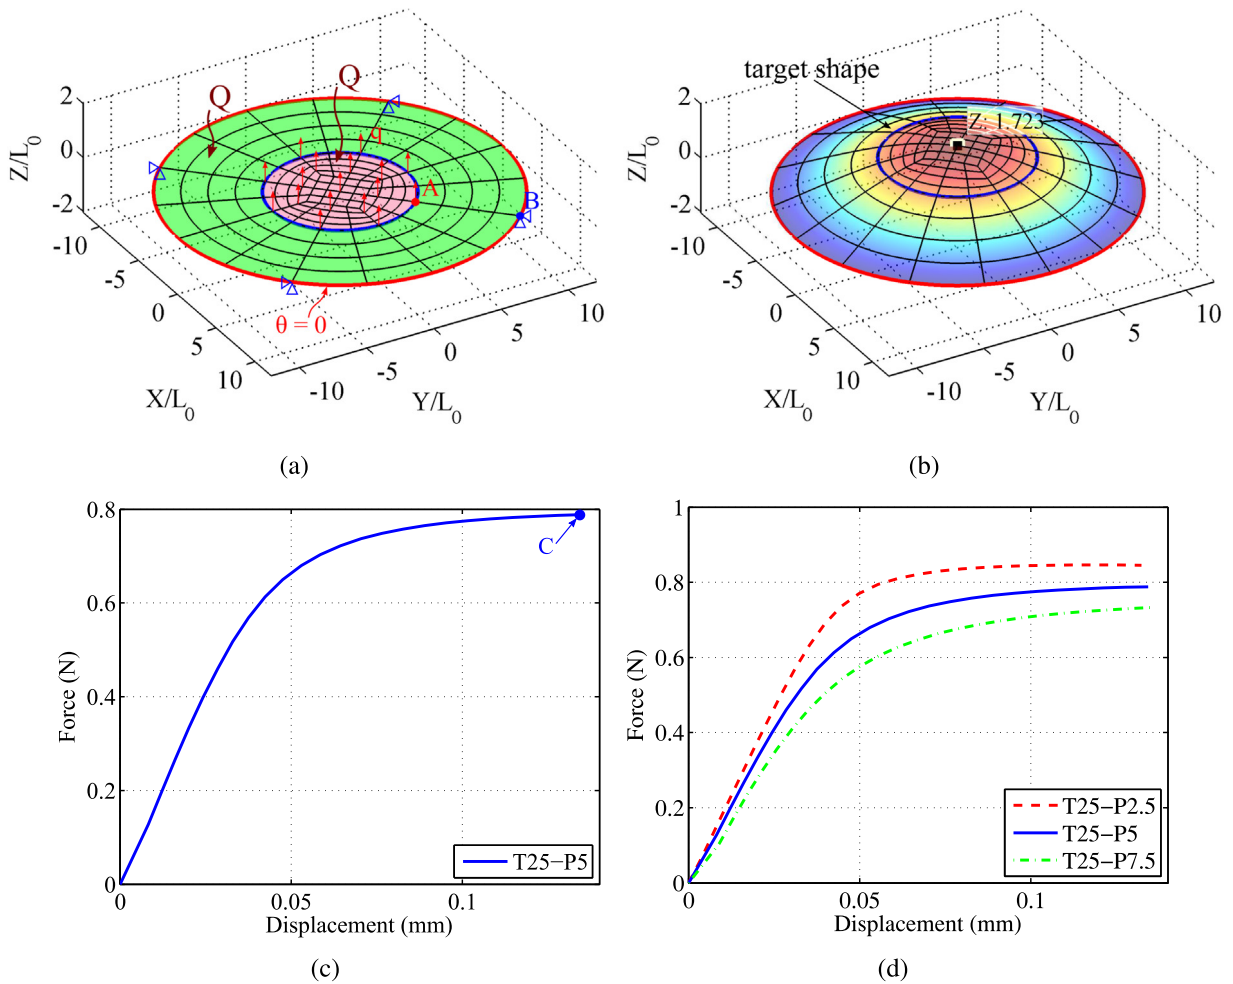 Q
Q
q
A
B
θ = 0
2
0
-2
Z/L0
-10
-5
0
5
10
X/L0
-10
-5
0
5
10
Y/L0
(a)
target shape
Z: 1.723
2
0
-2
Z/L0
-10
-5
0
5
10
X/L0
-10
-5
0
5
10
Y/L0
(b)
0.8
0.6
0.4
0.2
0
Force (N)
C
T25−P5
0
0.05
0.1
Displacement (mm)
(c)
1
0.8
0.6
0.4
0.2
0
Force (N)
T25−P2.5
T25−P5
T25−P7.5
0
0.05
0.1
Displacement (mm)
(d)